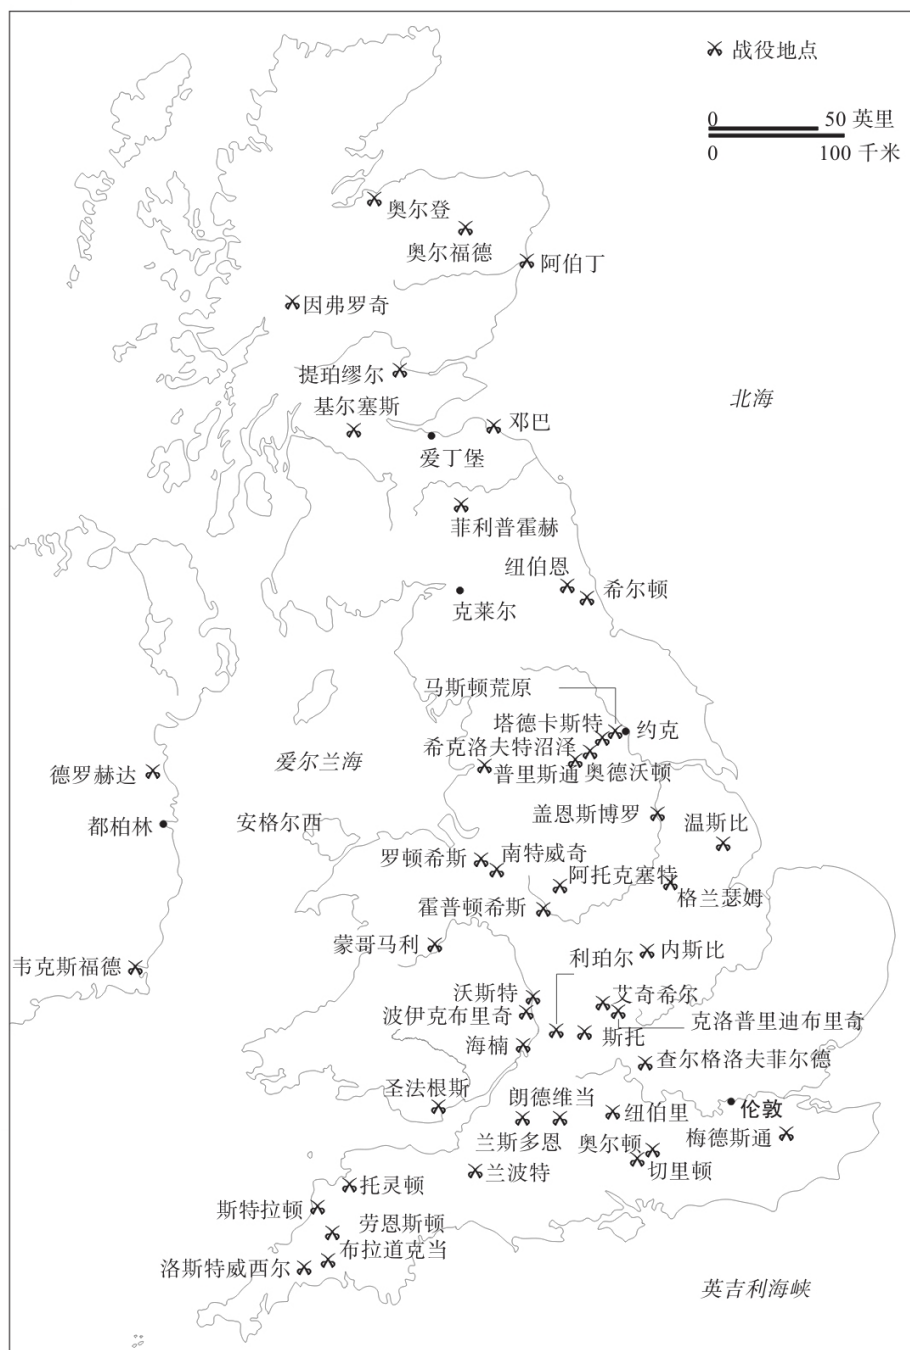 战役地点
0 50 英里
0 100 千米
奥尔登
奥尔福德
阿伯丁
因弗罗奇
提珀缪尔
基尔塞斯
北海
邓巴
爱丁堡
菲利普霍赫
纽伯恩
希尔顿
克莱尔
马斯顿荒原
塔德卡斯特
约克
希克洛夫特沼泽
爱尔兰海
德罗赫达
普里斯通
奥德沃顿
都柏林
安格尔西
盖恩斯博罗
温斯比
罗顿希斯
南特威奇
阿托克塞特
格兰瑟姆
霍普顿希斯
蒙哥马利
利珀尔
内斯比
韦克斯福德
沃斯特
艾奇希尔
波伊克布里奇
克洛普里迪布里奇
斯托
海楠
查尔格洛夫菲尔德
圣法根斯
朗德维当
纽伯里
伦敦
兰斯多恩
奥尔顿
梅德斯通
兰波特
切里顿
托灵顿
斯特拉顿
劳恩斯顿
布拉道克当
洛斯特威西尔
英吉利海峡